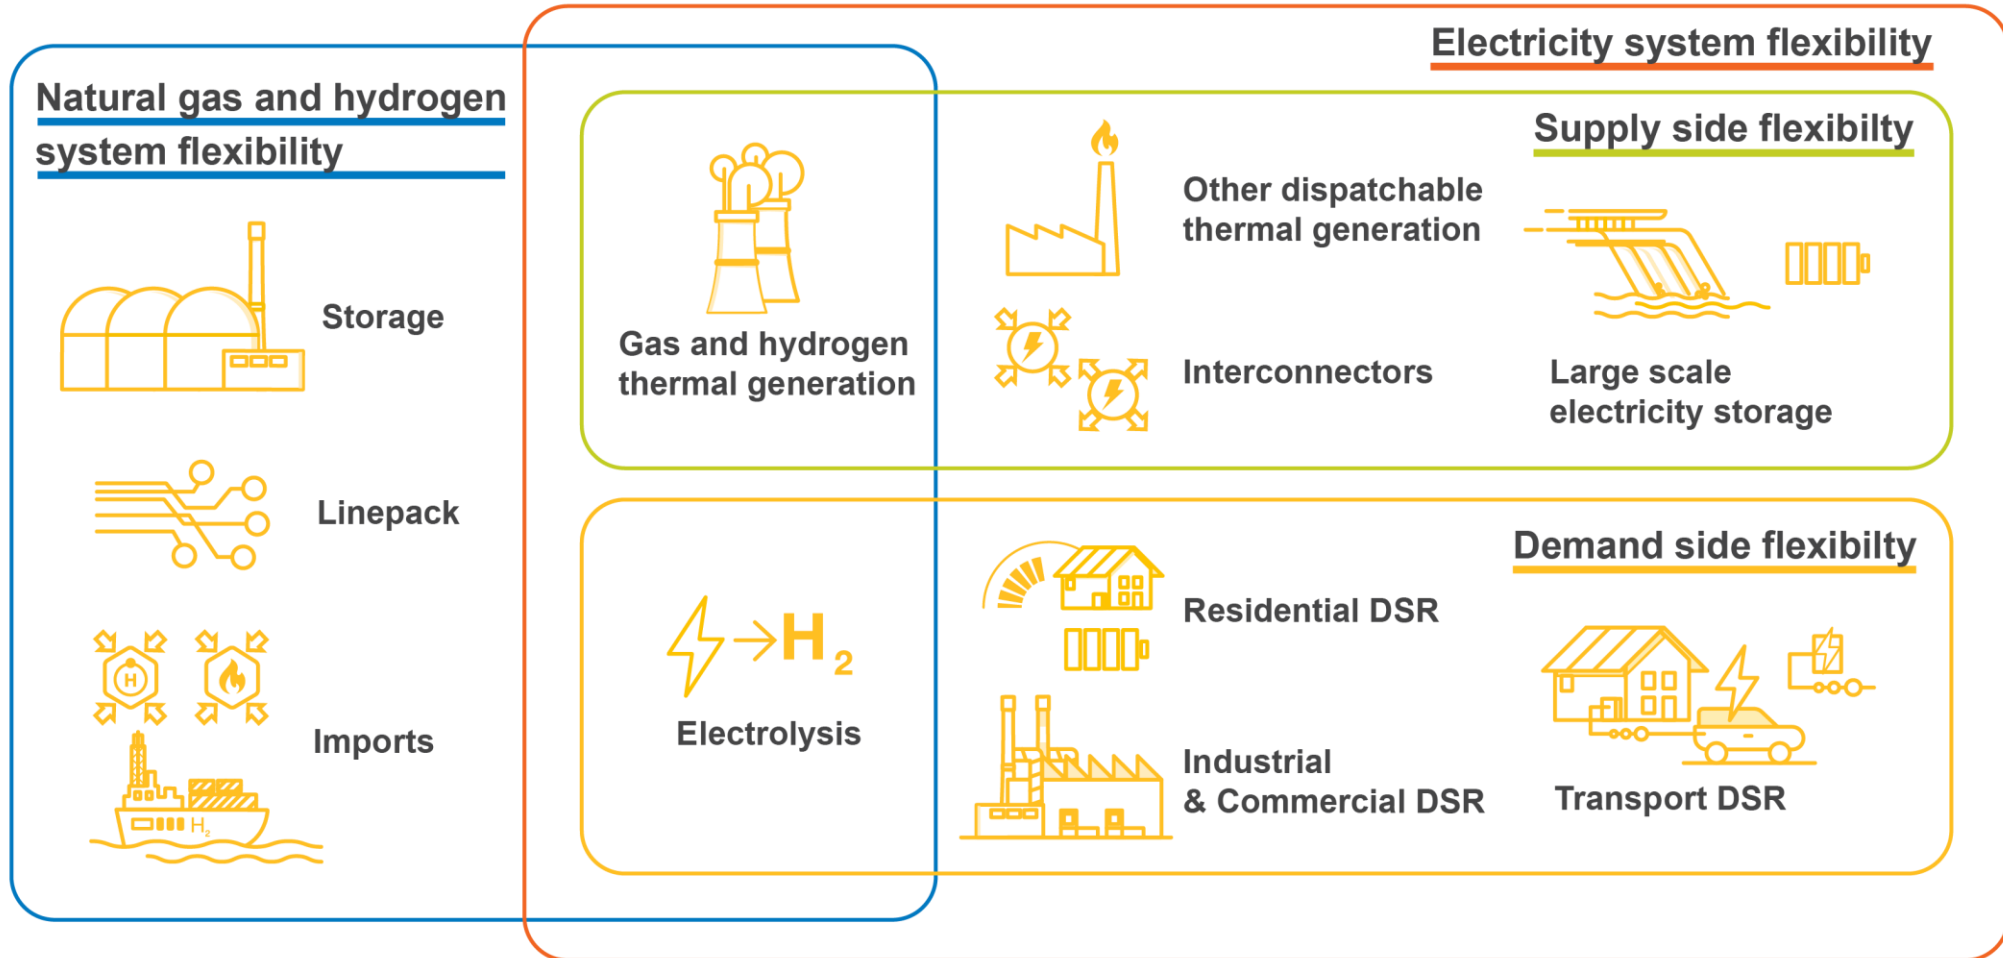 Electricity system flexibility
Natural gas and hydrogen
system flexibility
Supply side flexibilty
Other dispatchable
thermal generation
Storage
Gas and hydrogen
thermal generation
Interconnectors
Large scale
electricity storage
Linepack
Demand side flexibilty
Residential DSR
H2
Electrolysis
H
Imports
H2
Industrial
& Commercial DSR
Transport DSR